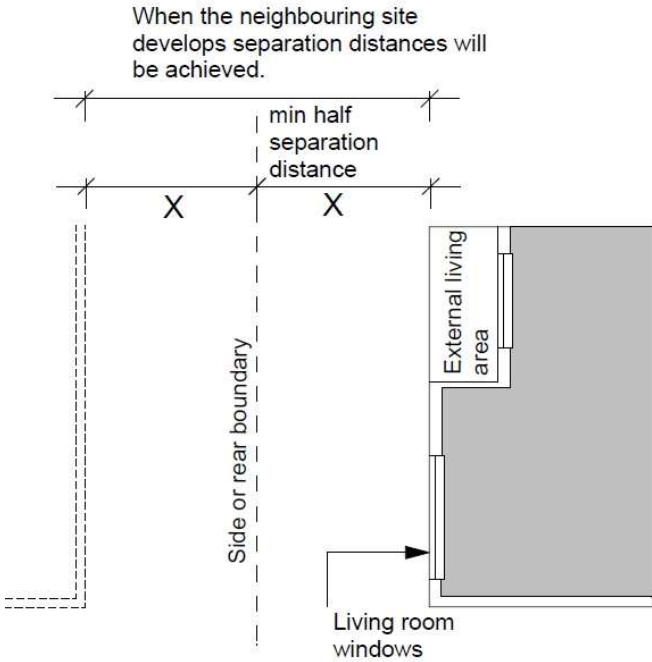 When the neighbouring site
develops separation distances will
be achieved.
min half
separation
distance
X
X
External living
area
Side or rear boundary
Living room
windows